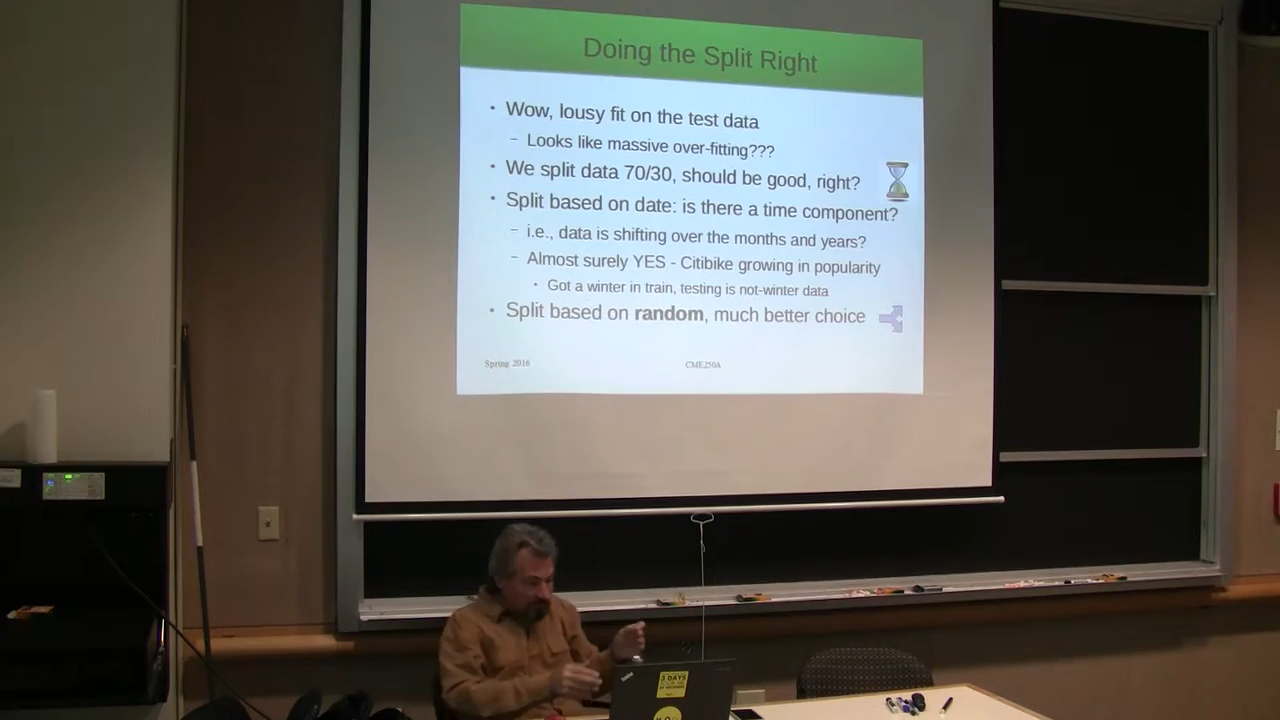 Doing the Split Right
• Wow, lousy fit on the test data
– Looks like massive over-fitting???
• We split data 70/30, should be good, right?
• Split based on date: is there a time component?
– i.e., data is shifting over the months and years?
– Almost surely YES - Citibike growing in popularity
• Got a winter in train, testing is not-winter data
• Split based on random, much better choice
Spring 2016
CME250A
3 DAYS